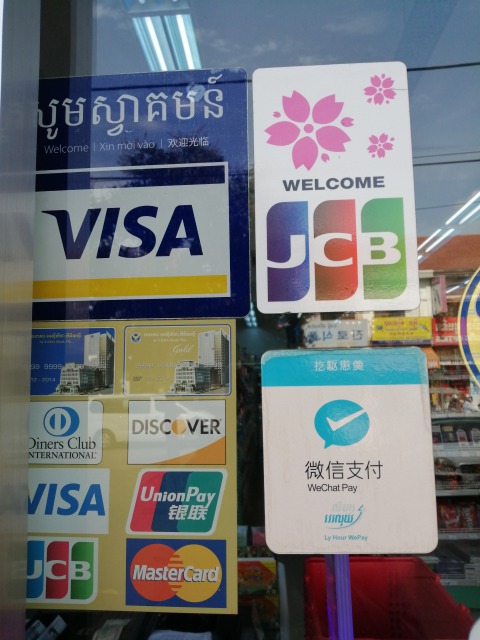 សូមស្វាគមន៍
Welcome | Xin mời vào | 欢迎光临
VISA
WELCOME
JCB
Gold
Diners Club
INTERNATIONAL
DISCOVER
VISA
UnionPay
银联
JCB
MasterCard
微信支付
WeChat Pay
Ly Hour WePay